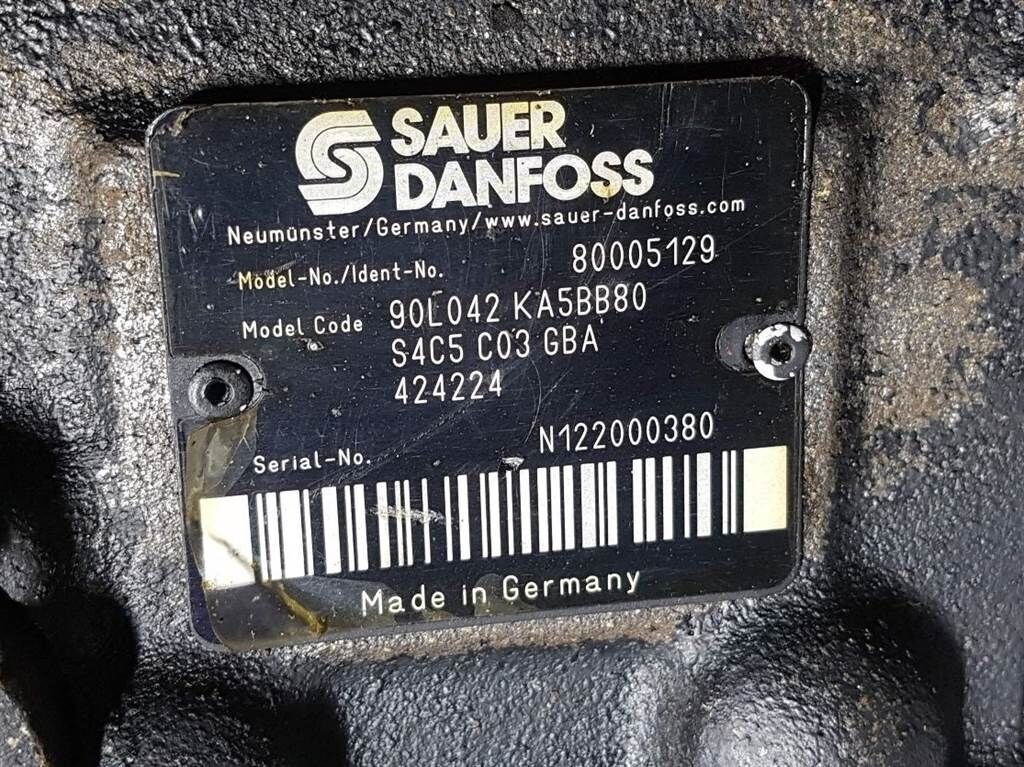 SAUER
DANFOSS
Neumünster/Germany/www.sauer-danfoss.com
Model-No./Ident-No. 80005129
Model Code 90L042 KA5BB80
S4C5 C03 GBA
424224
Serial-No. N122000380
Made in Germany